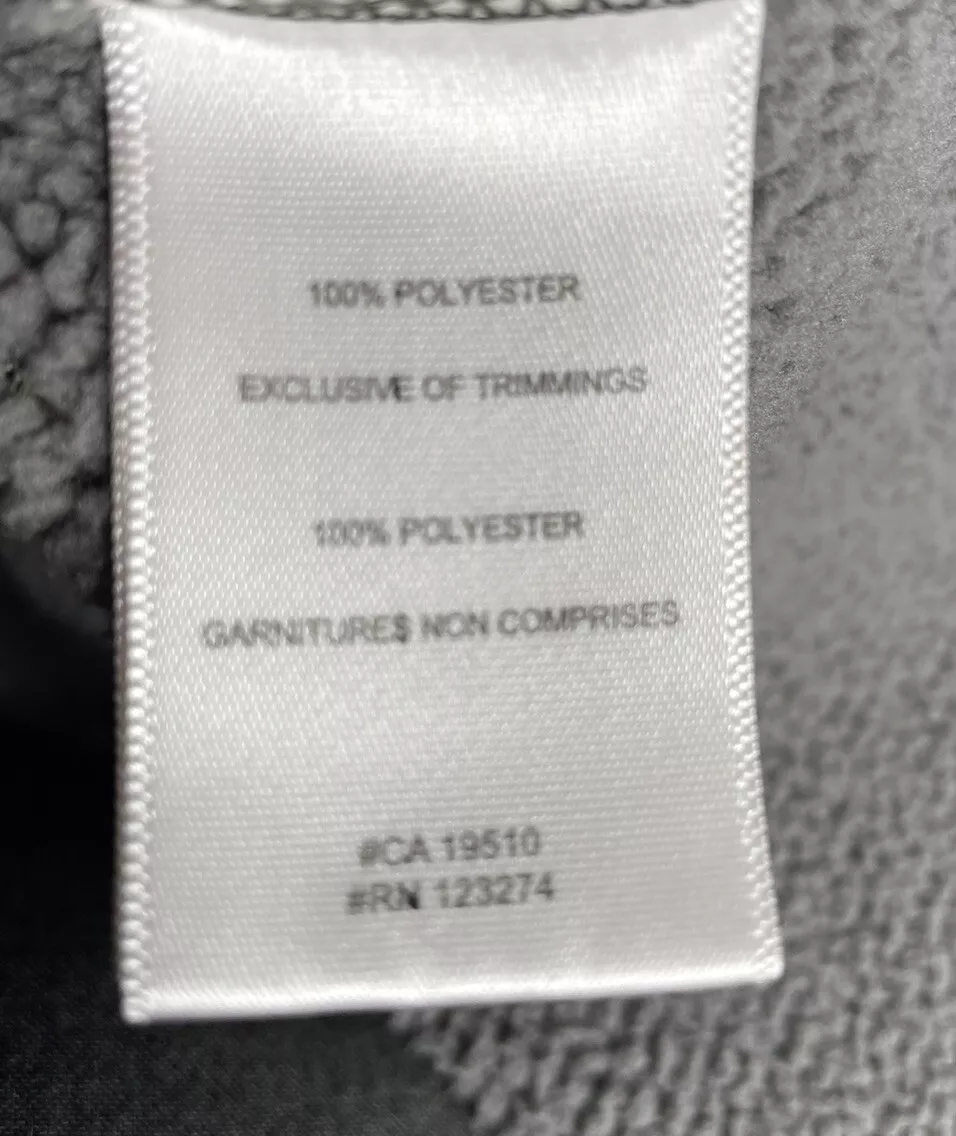 100% POLYESTER
EXCLUSIVE OF TRIMMINGS
100% POLYESTER
GARNITURES NON COMPRISES
#CA 19510
#RN 123274